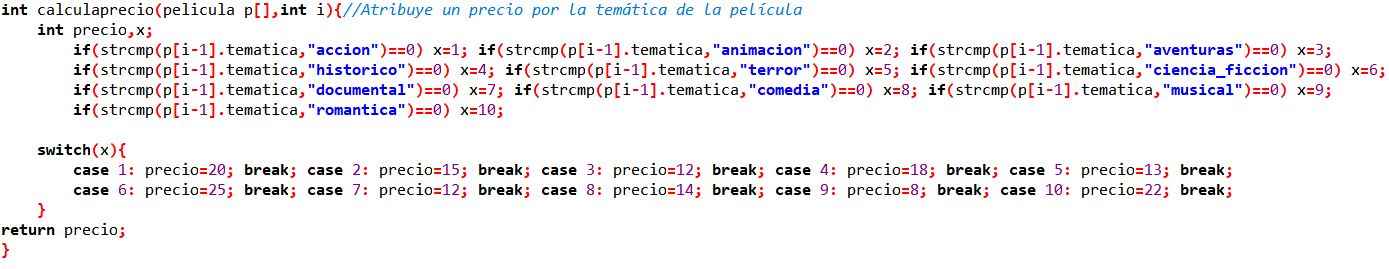 int calculaprecio(pelicula p[],int i){//Atribuye un precio por la temática de la película
int precio,x;
if(strcmp(p[i-1].tematica,"accion")==0) x=1; if(strcmp(p[i-1].tematica,"animacion")==0) x=2; if(strcmp(p[i-1].tematica,"aventuras")==0) x=3;
if(strcmp(p[i-1].tematica,"historico")==0) x=4; if(strcmp(p[i-1].tematica,"terror")==0) x=5; if(strcmp(p[i-1].tematica,"ciencia_ficcion")==0) x=6;
if(strcmp(p[i-1].tematica,"documental")==0) x=7; if(strcmp(p[i-1].tematica,"comedia")==0) x=8; if(strcmp(p[i-1].tematica,"musical")==0) x=9;
if(strcmp(p[i-1].tematica,"romantica")==0) x=10;
switch(x){
case 1: precio=20; break; case 2: precio=15; break; case 3: precio=12; break; case 4: precio=18; break; case 5: precio=13; break;
case 6: precio=25; break; case 7: precio=12; break; case 8: precio=14; break; case 9: precio=8; break; case 10: precio=22; break;
}
return precio;
}